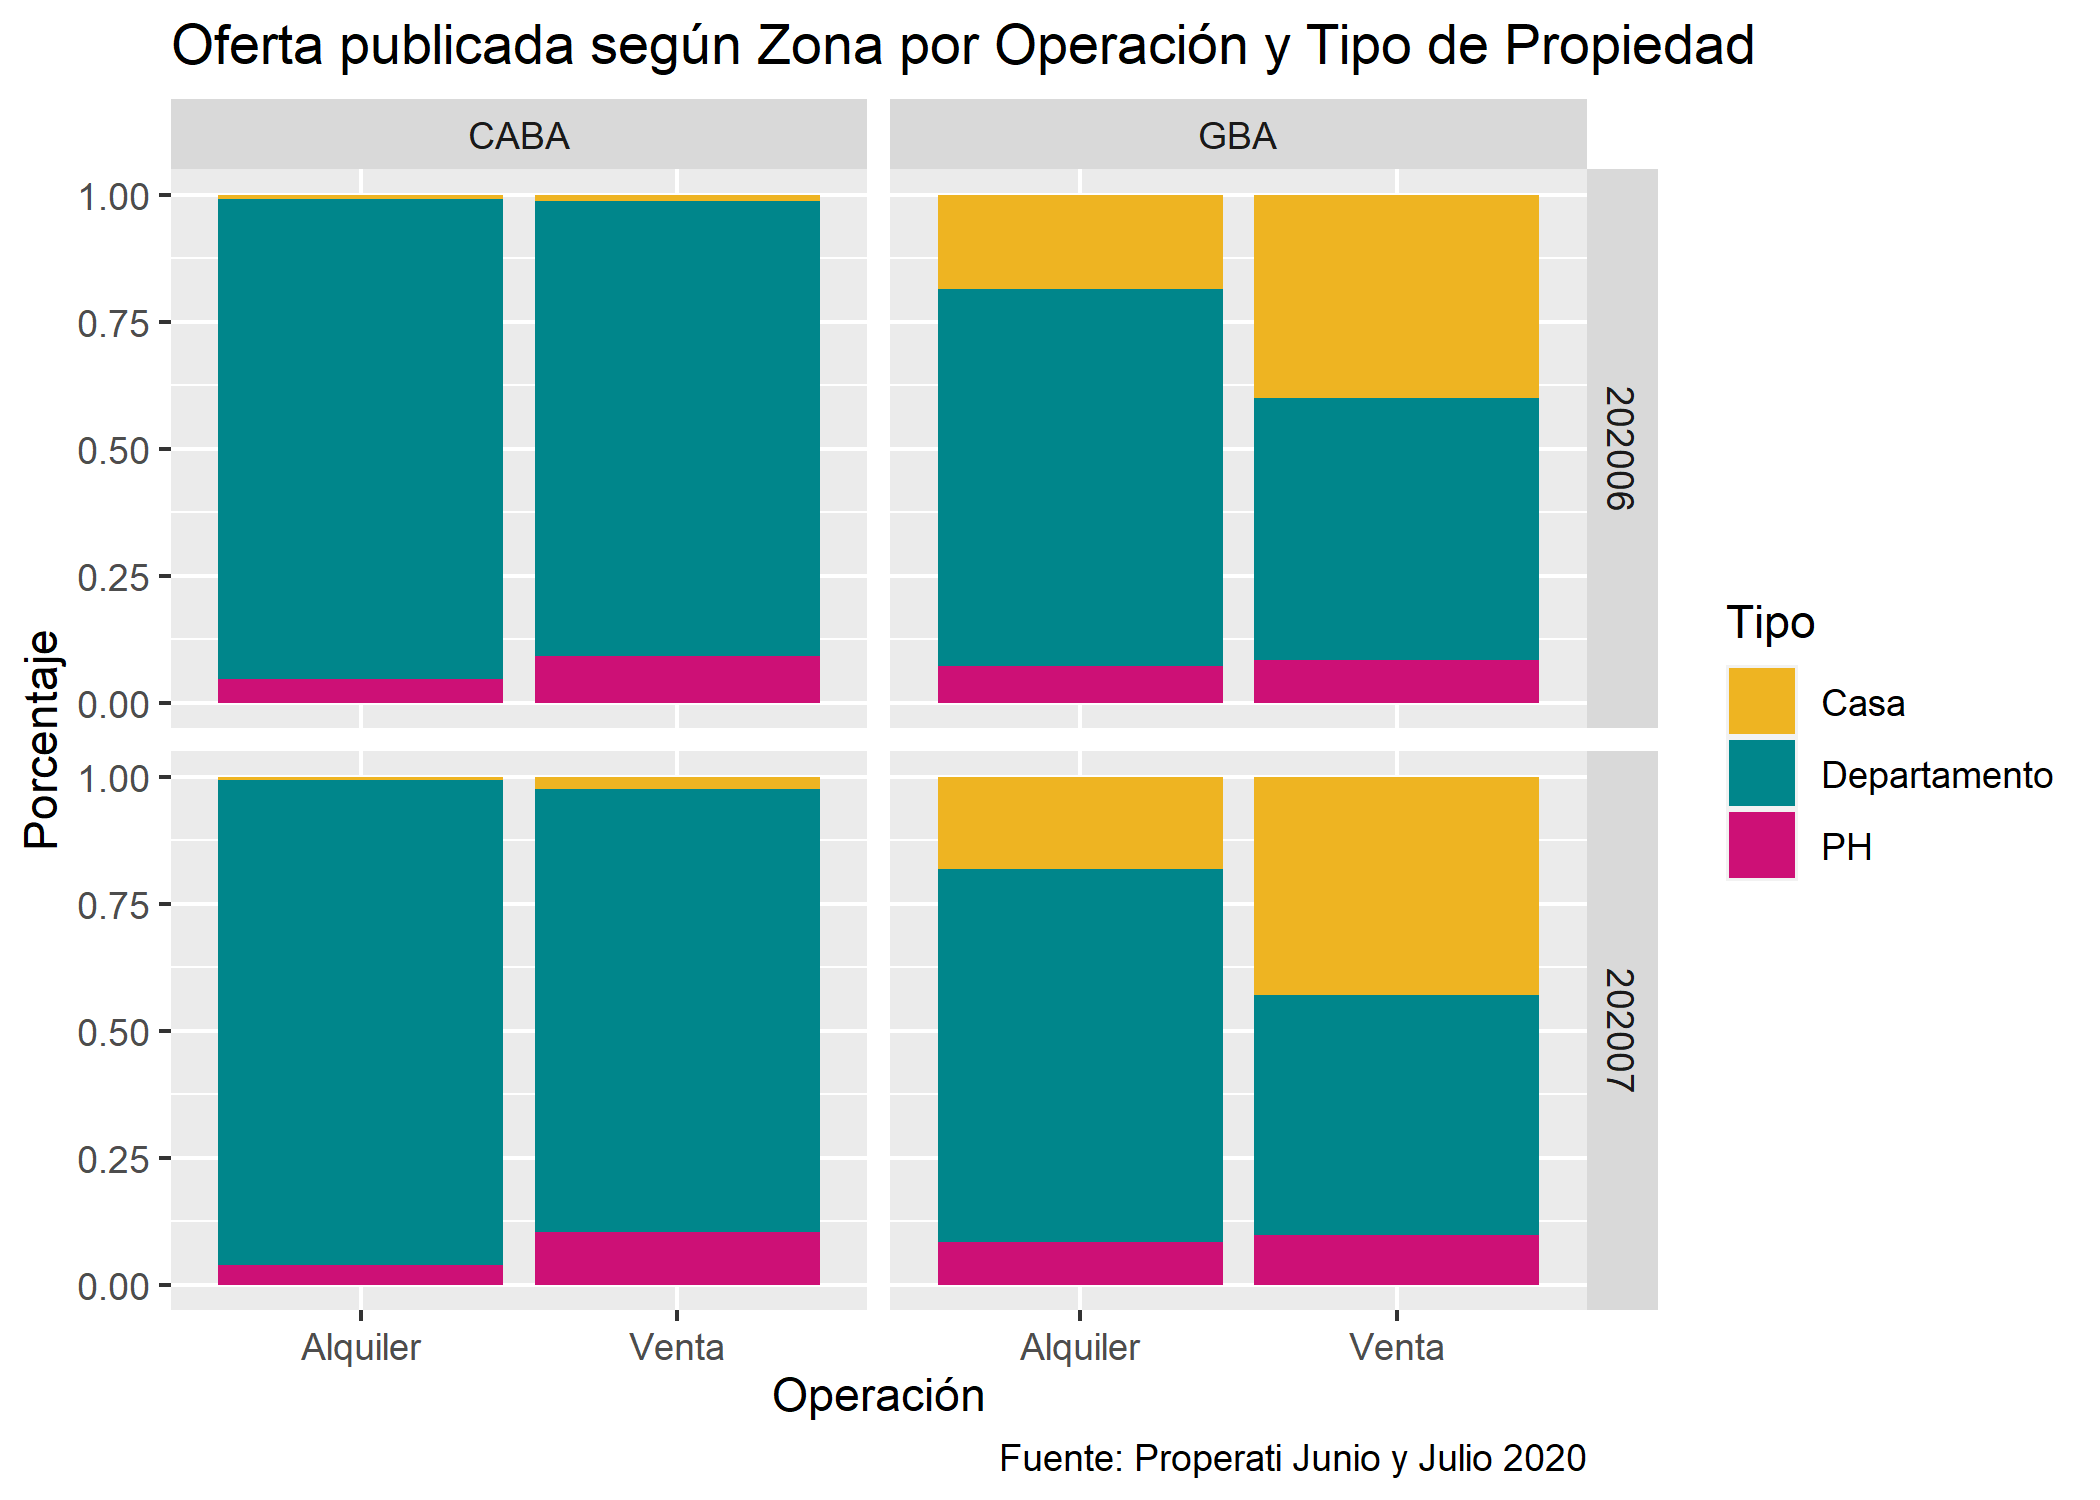 Oferta publicada según Zona por Operación y Tipo de Propiedad
CABA
GBA
1.00
0.75
0.50
0.25
0.00
202006
1.00
0.75
0.50
0.25
0.00
202007
Porcentaje
Alquiler
Venta
Alquiler
Venta
Operación
Tipo
Casa
Departamento
PH
Fuente: Properati Junio y Julio 2020